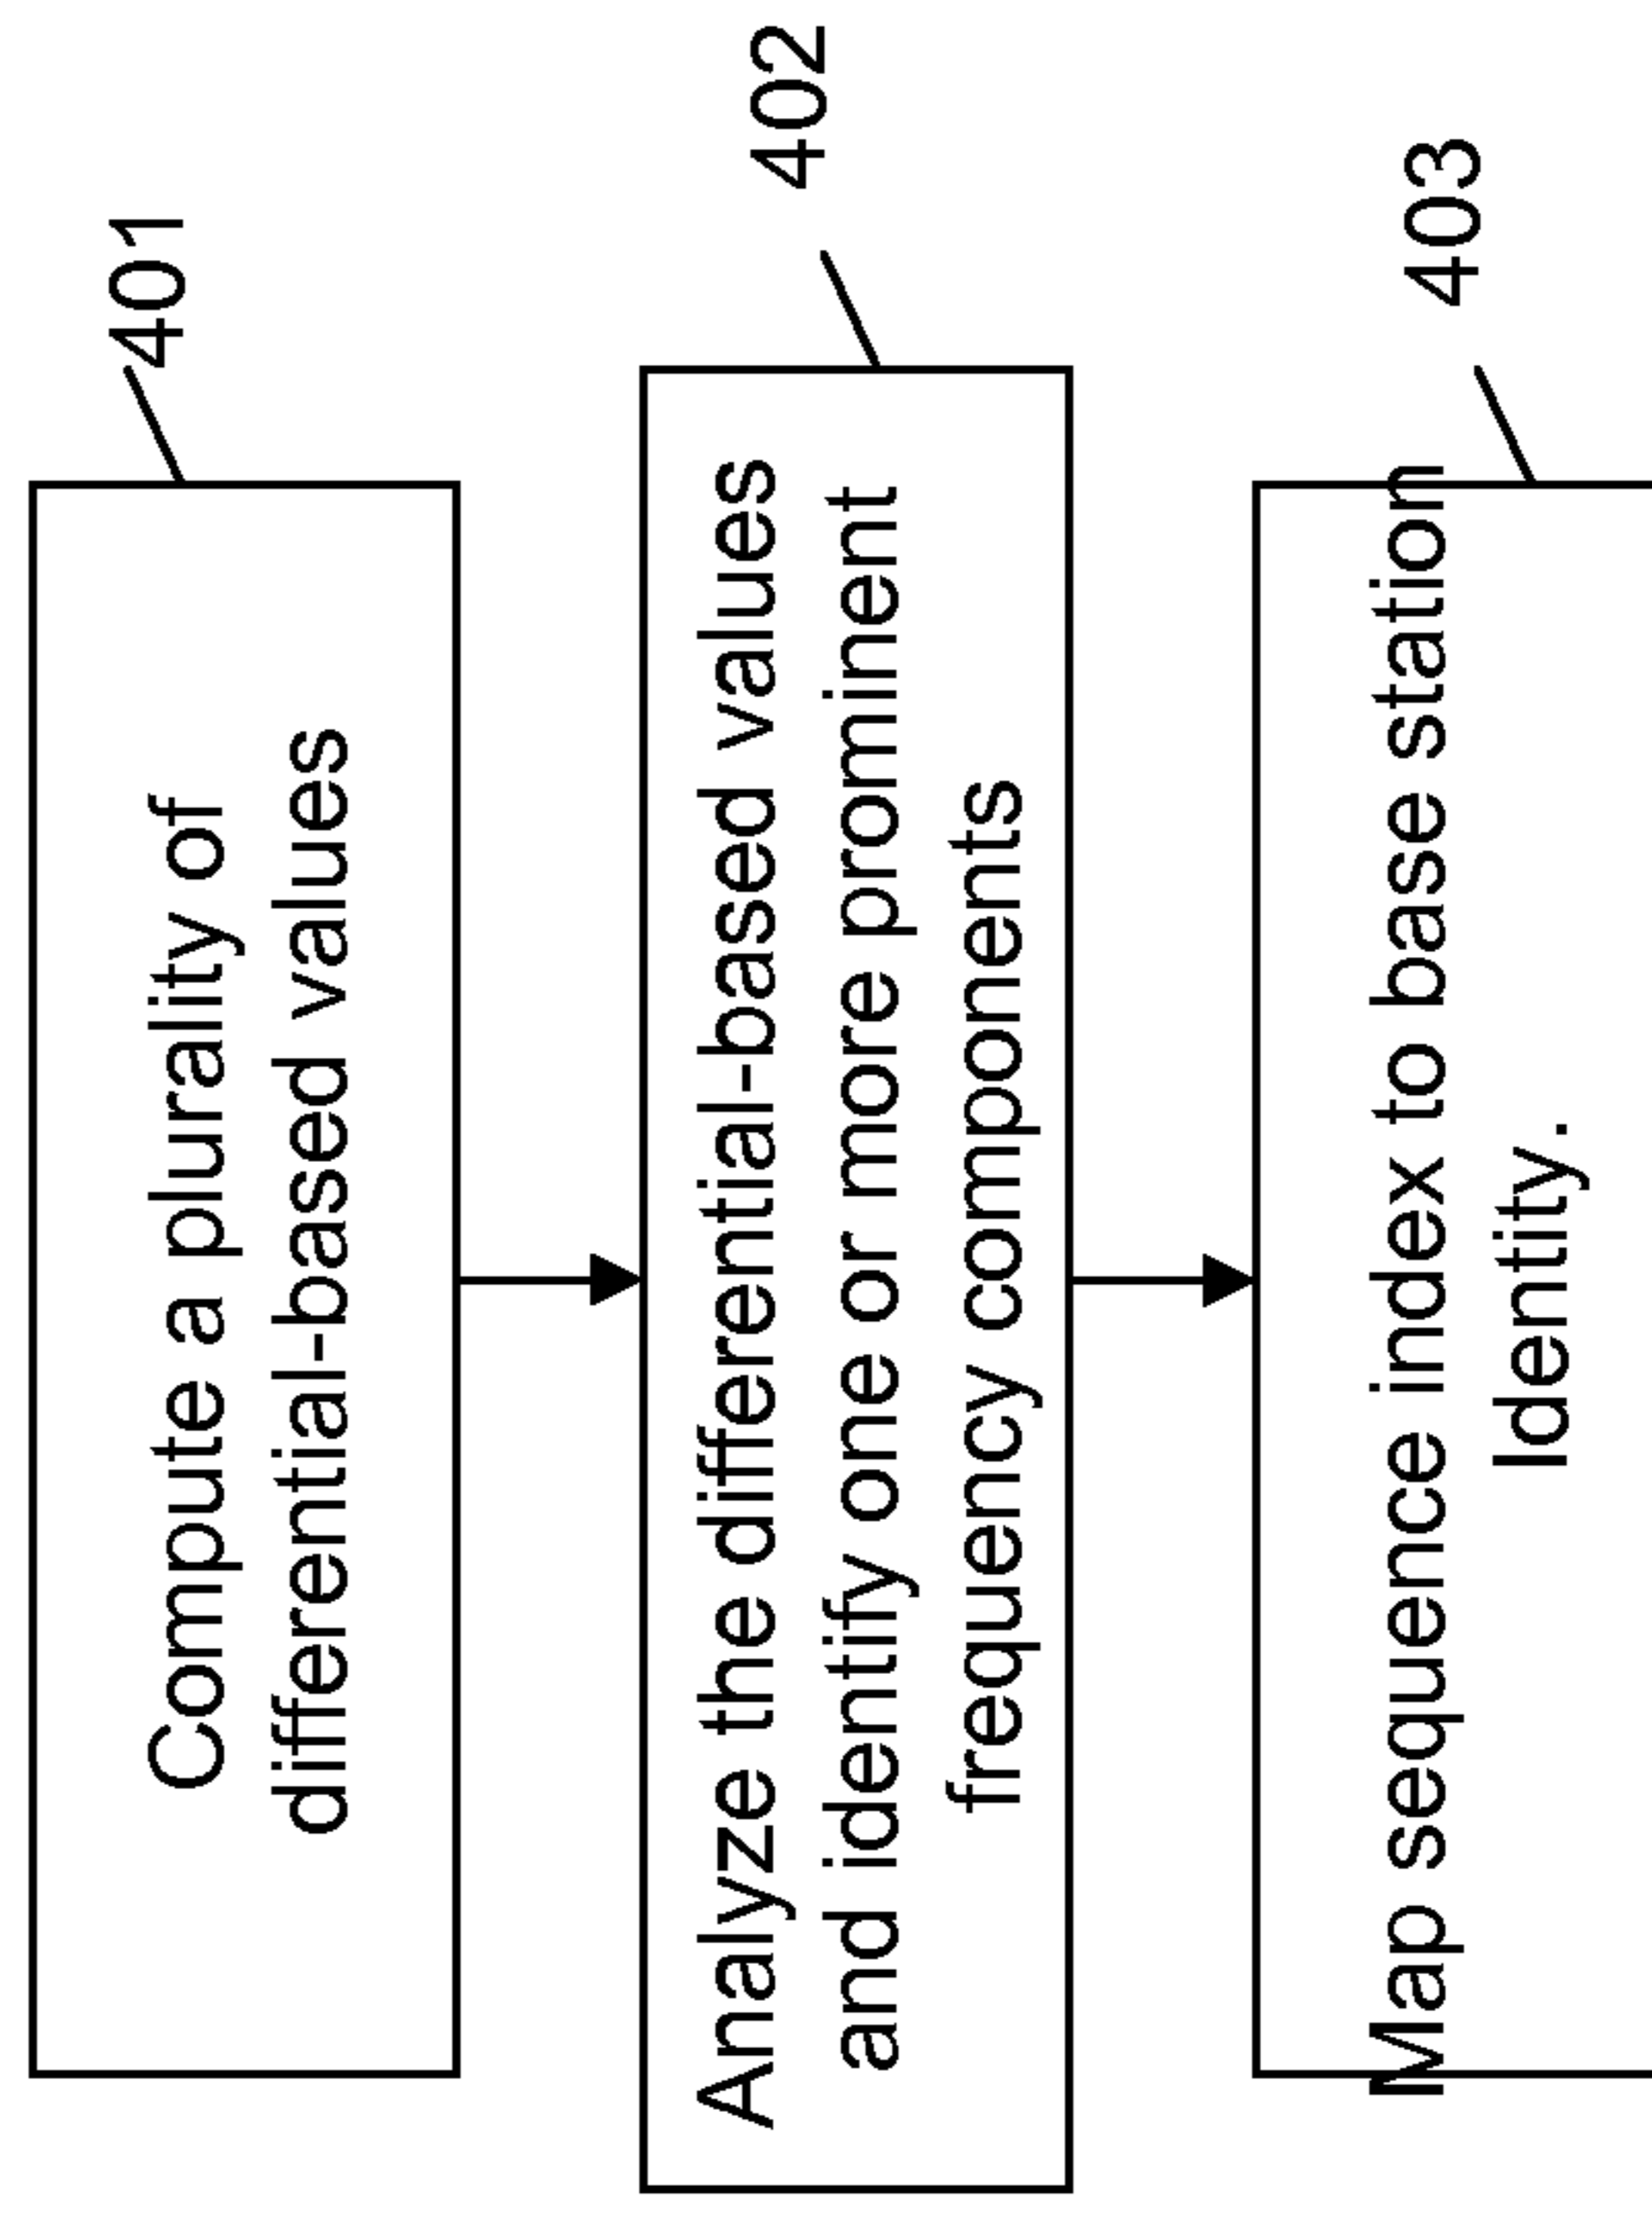 401
Compute a plurality of
differential-based values
402
Analyze the differential-based values
and identify one or more prominent
frequency components
403
Map sequence index to base station
Identity.